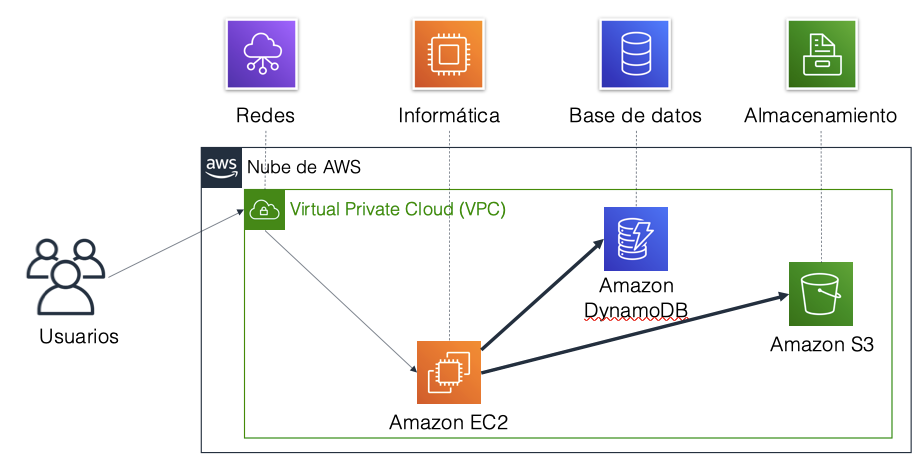 Redes
Informática
Base de datos
Almacenamiento
aws
Nube de AWS
Virtual Private Cloud (VPC)
Usuarios
Amazon
DynamoDB
Amazon S3
Amazon EC2